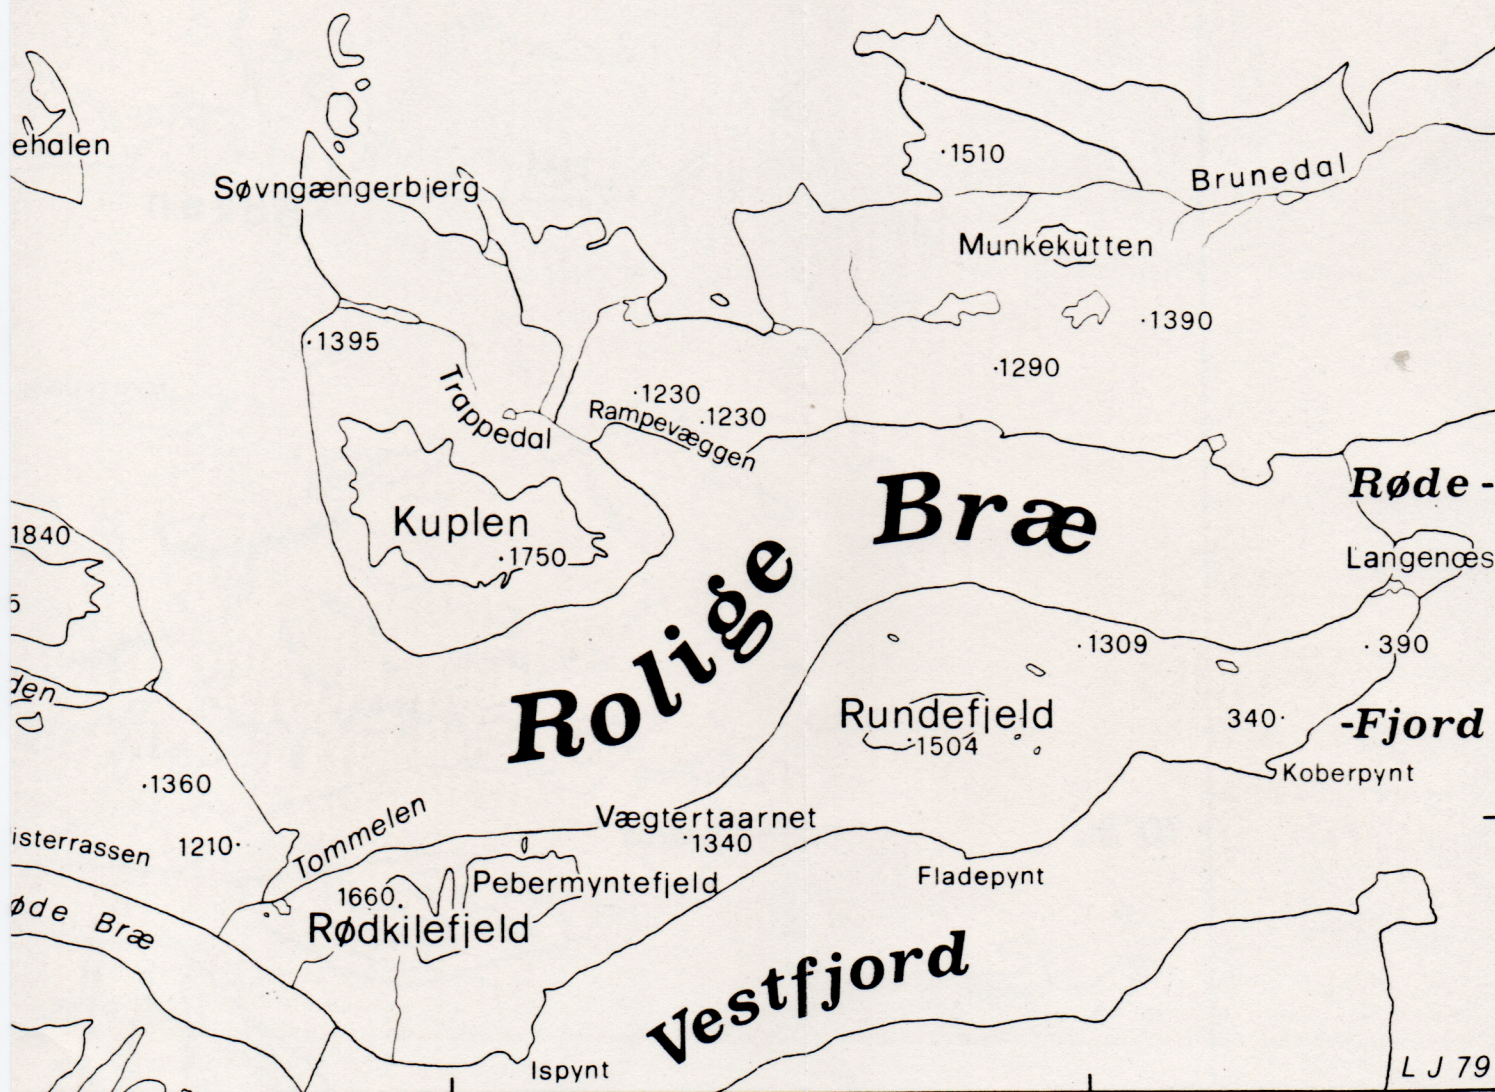 ehalen
Søvngængerbjerg
·1510
Brunedal
Munkekutten
·1390
·1395
·1290
·1230
.1230
Trappedal
Rampevæggen
Bræ
Røde-
Kuplen
·1750
1840
Langenæs
5
Rolige
·1309
·390
den
Rundefjeld
·1504
340·
-Fjord
Koberpynt
·1360
Tommelen
Vægtertaarnet
·1340
isterrassen
1210·
Fladepynt
1660.
Pebermyntefjeld
Rødkilefjeld
øde Bræ
Vestfjord
Ispynt
LJ 79